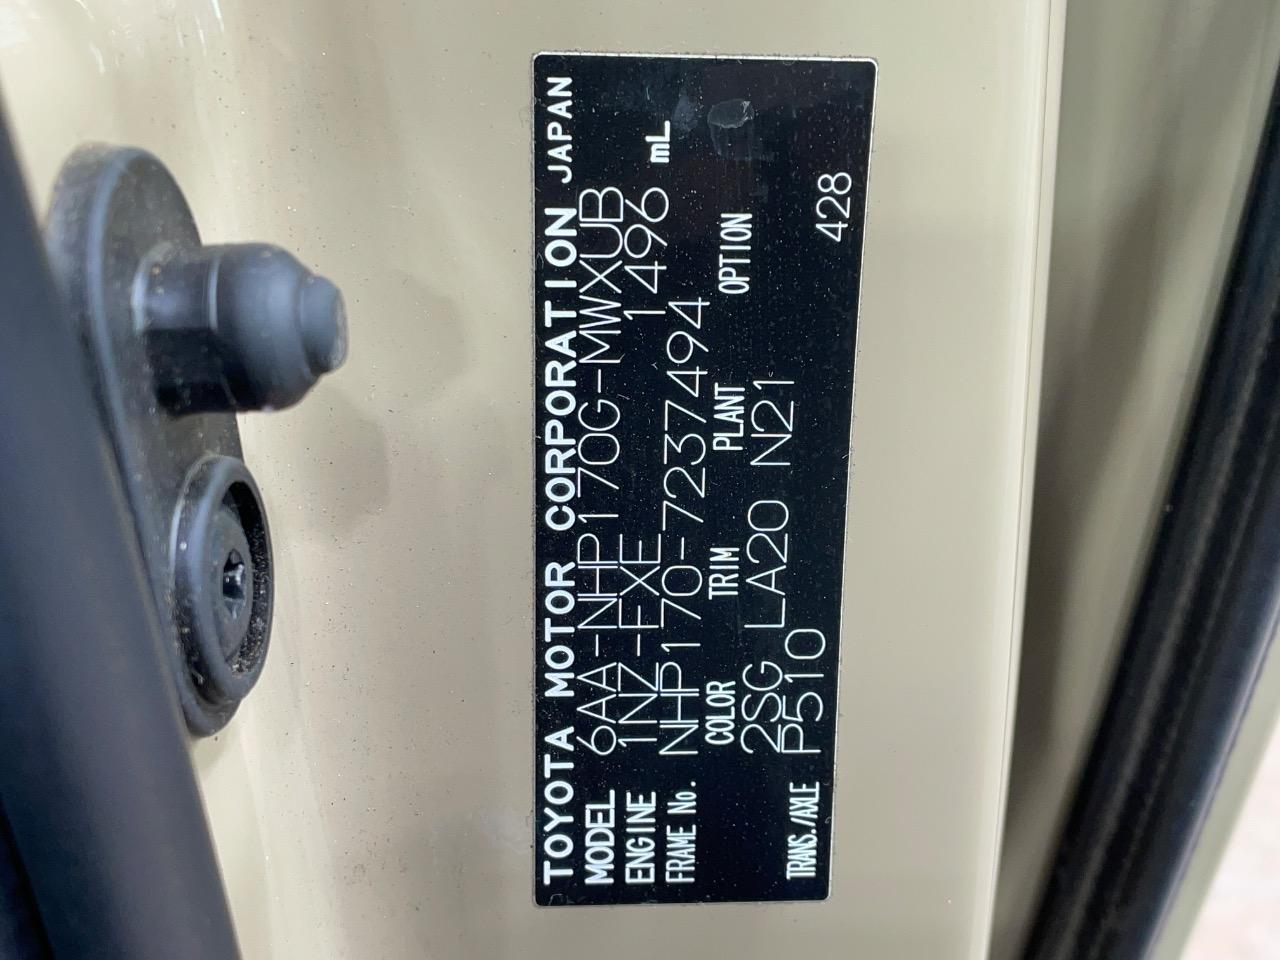 TOYOTA MOTOR CORPORATION JAPAN
MODEL 6AA-NHP170G-MWXUB
ENGINE 1NZ-FXE 1496 mL
FRAME No. NHP170-7237494
COLOR TRIM PLANT OPTION
2SG LA20 N21
TRANS./AXLE P510 428